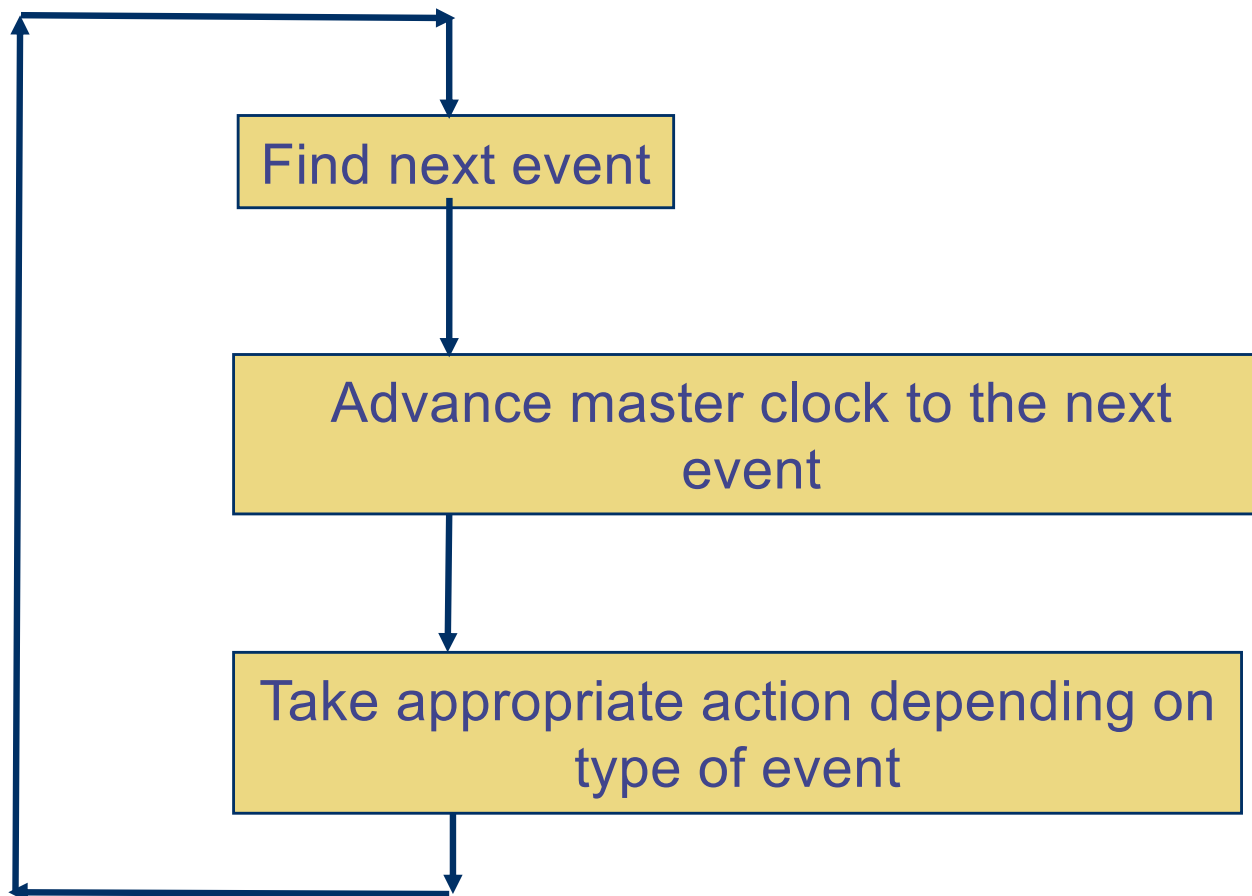 Find next event
Advance master clock to the next
event
Take appropriate action depending on
type of event